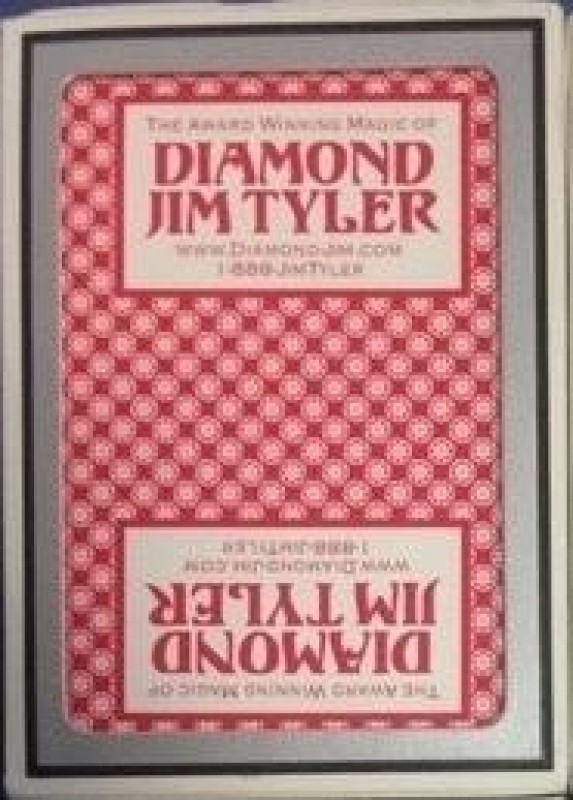 THE AWARD WINNING MAGIC OF
DIAMOND
JIM TYLER
WWW.DIAMOND-JIM.COM
1-888-JIMTYLER
THE AWARD WINNING MAGIC OF
DIAMOND
JIM TYLER
WWW.DIAMOND-JIM.COM
1-888-JIMTYLER